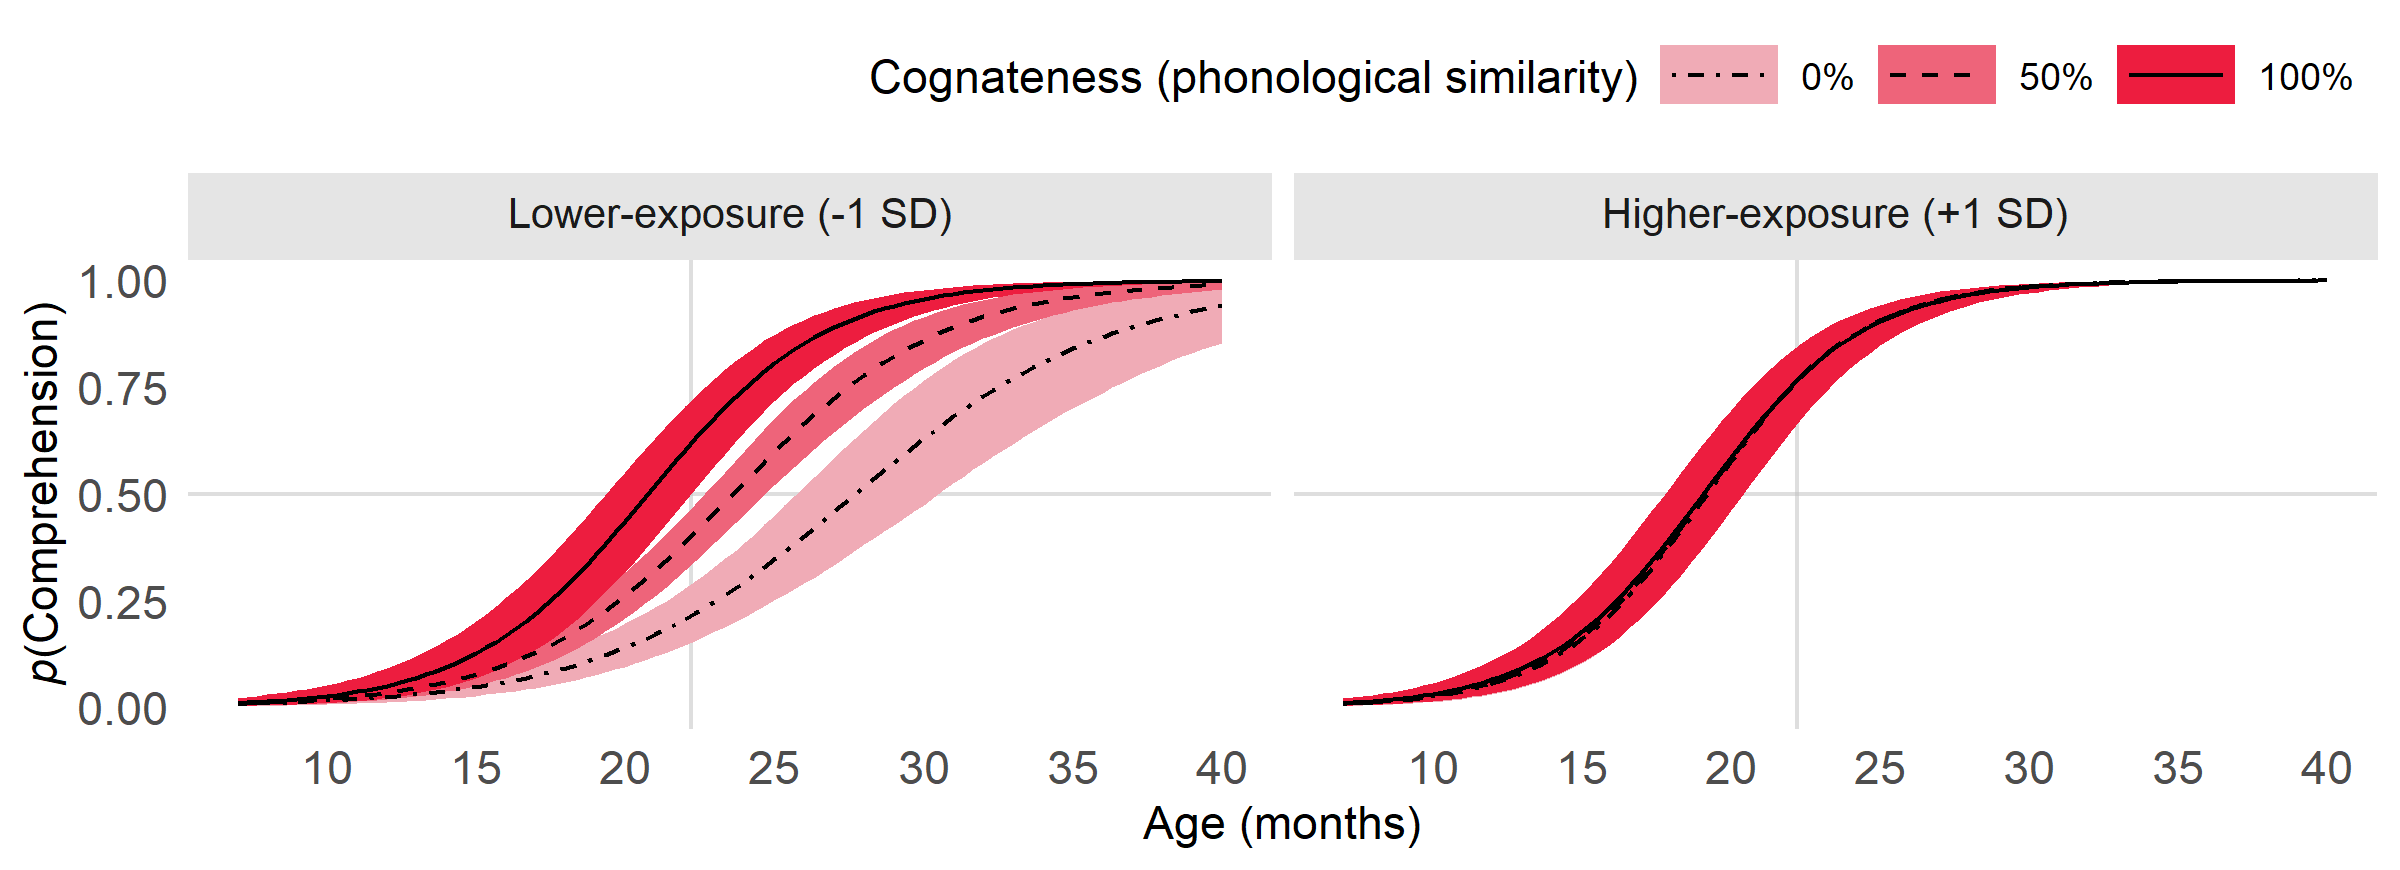 Cognateness (phonological similarity) 0% 50% 100%
Lower-exposure (-1 SD) Higher-exposure (+1 SD)
p(Comprehension)
1.00
0.75
0.50
0.25
0.00
10 15 20 25 30 35 40 10 15 20 25 30 35 40
Age (months)